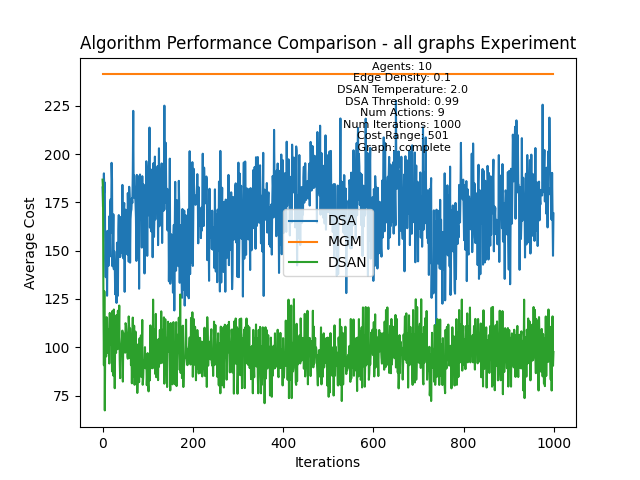 Algorithm Performance Comparison - all graphs Experiment
Agents: 10
Edge Density: 0.1
DSAN Temperature: 2.0
DSA Threshold: 0.99
Num Actions: 9
Num Iterations: 1000
Cost Range: 501
Graph: complete
Average Cost
225
200
175
150
125
100
75
DSA
MGM
DSAN
0
200
400
600
800
1000
Iterations